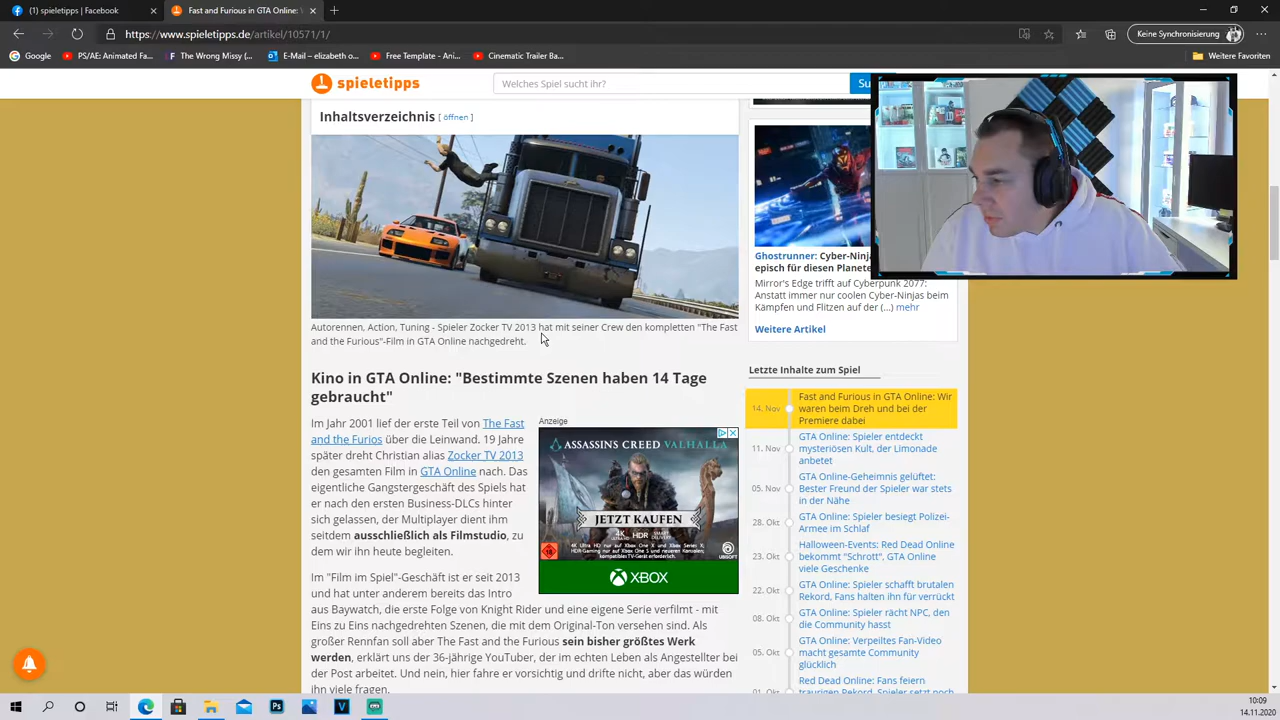 (1) spieletipps | Facebook
Fast and Furious in GTA Online:
https://www.spieletipps.de/artikel/10571/1/
Keine Synchronisierung
Google
PS/AE: Animated Fa...
The Wrong Missy (...
E-Mail – elizabeth o...
Free Template - Ani...
Cinematic Trailer Ba...
Weitere Favoriten
spieletipps
Welches Spiel sucht ihr?
Su
Inhaltsverzeichnis [ öffnen ]
Autorennen, Action, Tuning - Spieler Zocker TV 2013 hat mit seiner Crew den kompletten "The Fast
and the Furious"-Film in GTA Online nachgedreht.
Kino in GTA Online: "Bestimmte Szenen haben 14 Tage
gebraucht"
Im Jahr 2001 lief der erste Teil von The Fast
and the Furios über die Leinwand. 19 Jahre
später dreht Christian alias Zocker TV 2013
den gesamten Film in GTA Online nach. Das
eigentliche Gangstergeschäft des Spiels hat
er nach den ersten Business-DLCs hinter
sich gelassen, der Multiplayer dient ihm
seitdem ausschließlich als Filmstudio, zu
dem wir ihn heute begleiten.
Anzeige
ASSASSINS CREED VALHALLA
JETZT KAUFEN
4K ULTRA HD HDR
18
UBISOFT
XBOX
Im "Film im Spiel"-Geschäft ist er seit 2013
und hat unter anderem bereits das Intro
aus Baywatch, die erste Folge von Knight Rider und eine eigene Serie verfilmt - mit
Eins zu Eins nachgedrehten Szenen, die mit dem Original-Ton versehen sind. Als
großer Rennfan soll aber The Fast and the Furious sein bisher größtes Werk
werden, erklärt uns der 36-jährige YouTuber, der im echten Leben als Angestellter bei
der Post arbeitet. Und nein, hier fahre er vorsichtig und drifte nicht, aber das würden
ihn viele fragen.
Ghostrunner: Cyber-Ninja
episch für diesen Planete
Mirror's Edge trifft auf Cyberpunk 2077:
Anstatt immer nur coolen Cyber-Ninjas beim
Kämpfen und Flitzen auf der (...) mehr
Weitere Artikel
Letzte Inhalte zum Spiel
14. Nov
Fast and Furious in GTA Online: Wir
waren beim Dreh und bei der
Premiere dabei
11. Nov
GTA Online: Spieler entdeckt
mysteriösen Kult, der Limonade
anbetet
05. Nov
GTA Online-Geheimnis gelüftet:
Bester Freund der Spieler war stets
in der Nähe
28. Okt
GTA Online: Spieler besiegt Polizei-
Armee im Schlaf
23. Okt
Halloween-Events: Red Dead Online
bekommt "Schrott", GTA Online
viele Geschenke
22. Okt
GTA Online: Spieler schafft brutalen
Rekord, Fans halten ihn für verrückt
08. Okt
GTA Online: Spieler rächt NPC, den
die Community hasst
05. Okt
GTA Online: Verpeiltes Fan-Video
macht gesamte Community
glücklich
01. Okt
Red Dead Online: Fans feiern
traurigen Rekord, Spieler setzt noch
10:09
14.11.2020